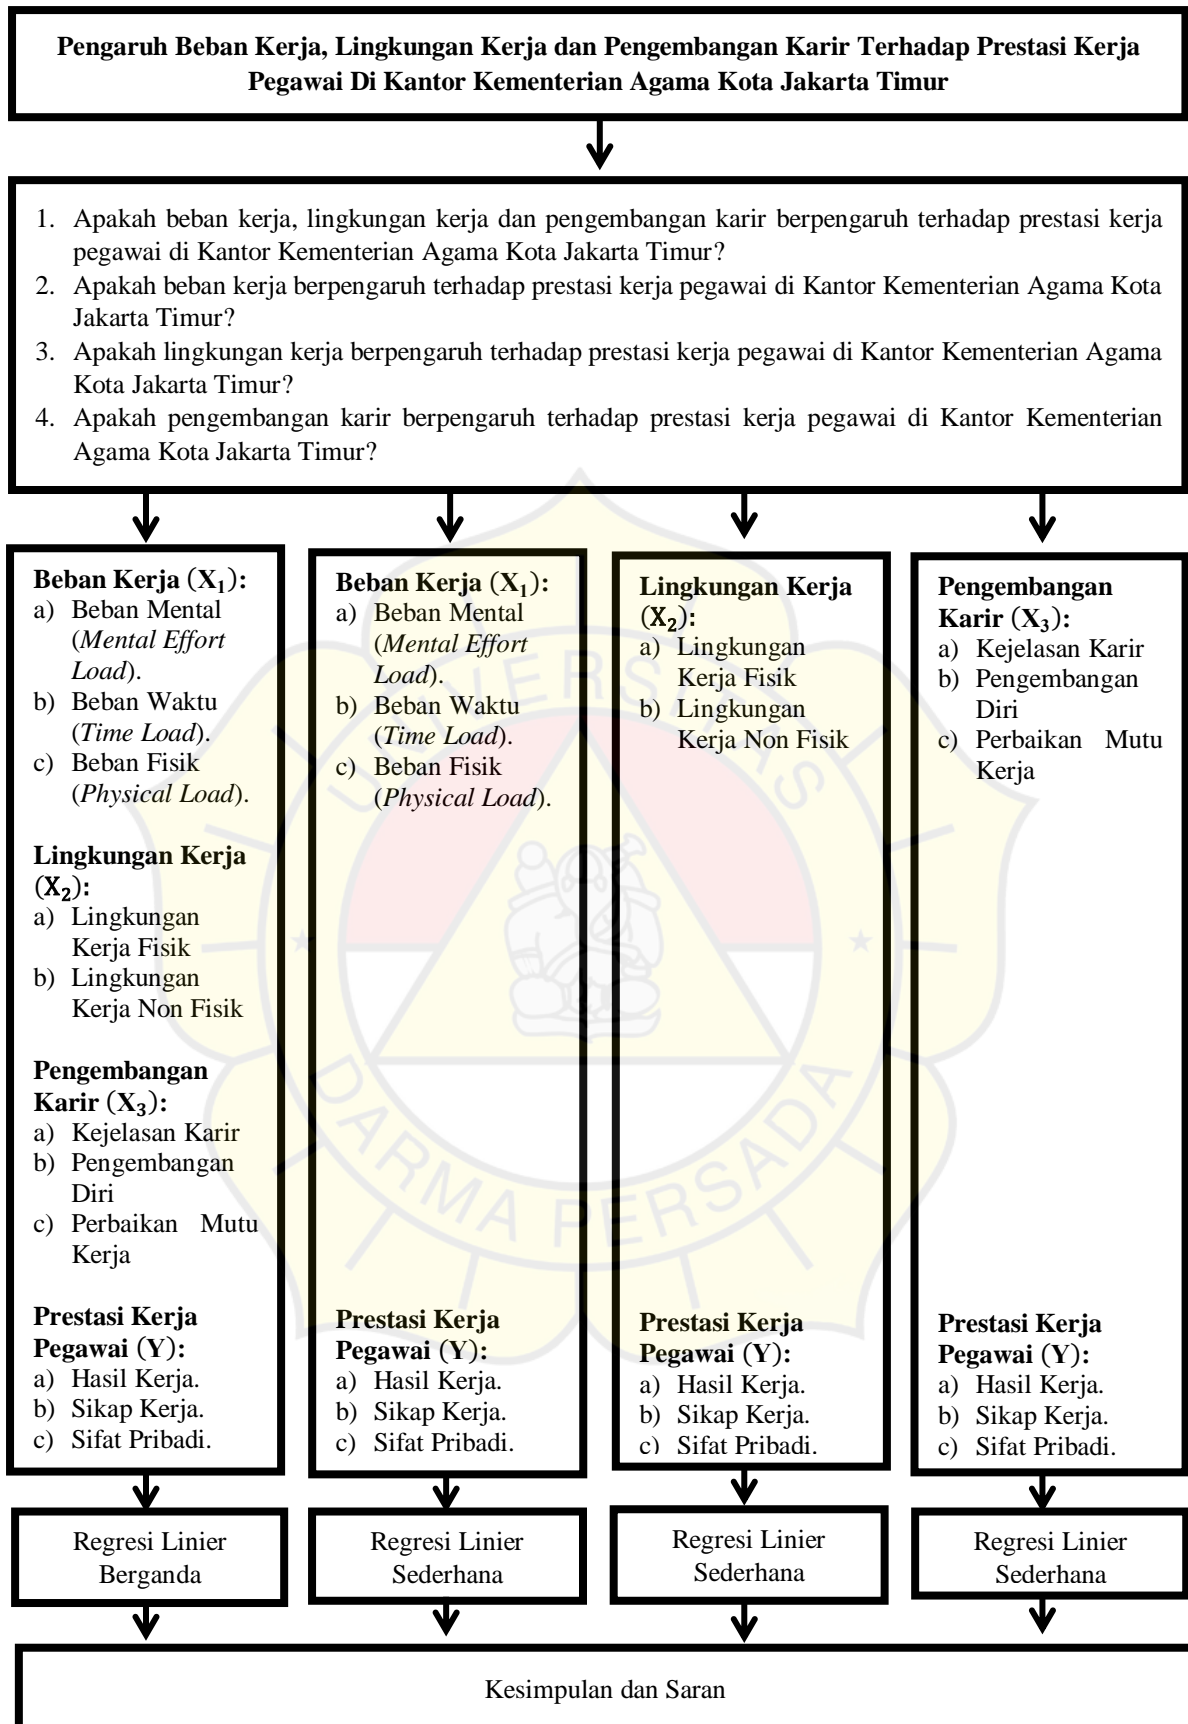 Pengaruh Beban Kerja, Lingkungan Kerja dan Pengembangan Karir Terhadap Prestasi Kerja
Pegawai Di Kantor Kementerian Agama Kota Jakarta Timur
1. Apakah beban kerja, lingkungan kerja dan pengembangan karir berpengaruh terhadap prestasi kerja
pegawai di Kantor Kementerian Agama Kota Jakarta Timur?
2. Apakah beban kerja berpengaruh terhadap prestasi kerja pegawai di Kantor Kementerian Agama Kota
Jakarta Timur?
3. Apakah lingkungan kerja berpengaruh terhadap prestasi kerja pegawai di Kantor Kementerian Agama
Kota Jakarta Timur?
4. Apakah pengembangan karir berpengaruh terhadap prestasi kerja pegawai di Kantor Kementerian
Agama Kota Jakarta Timur?
Beban Kerja (X₁):
a) Beban Mental
(Mental Effort
Load).
b) Beban Waktu
(Time Load).
c) Beban Fisik
(Physical Load).
Lingkungan Kerja
(X₂):
a) Lingkungan
Kerja Fisik
b) Lingkungan
Kerja Non Fisik
Pengembangan
Karir (X₃):
a) Kejelasan Karir
b) Pengembangan
Diri
c) Perbaikan Mutu
Kerja
Prestasi Kerja
Pegawai (Y):
a) Hasil Kerja.
b) Sikap Kerja.
c) Sifat Pribadi.
Beban Kerja (X₁):
a) Beban Mental
(Mental Effort
Load).
b) Beban Waktu
(Time Load).
c) Beban Fisik
(Physical Load).
Prestasi Kerja
Pegawai (Y):
a) Hasil Kerja.
b) Sikap Kerja.
c) Sifat Pribadi.
Lingkungan Kerja
(X₂):
a) Lingkungan
Kerja Fisik
b) Lingkungan
Kerja Non Fisik
Prestasi Kerja
Pegawai (Y):
a) Hasil Kerja.
b) Sikap Kerja.
c) Sifat Pribadi.
Pengembangan
Karir (X₃):
a) Kejelasan Karir
b) Pengembangan
Diri
c) Perbaikan Mutu
Kerja
Prestasi Kerja
Pegawai (Y):
a) Hasil Kerja.
b) Sikap Kerja.
c) Sifat Pribadi.
Regresi Linier
Berganda
Regresi Linier
Sederhana
Regresi Linier
Sederhana
Regresi Linier
Sederhana
Kesimpulan dan Saran
UNIVERSITAS
DARMA PERSADA